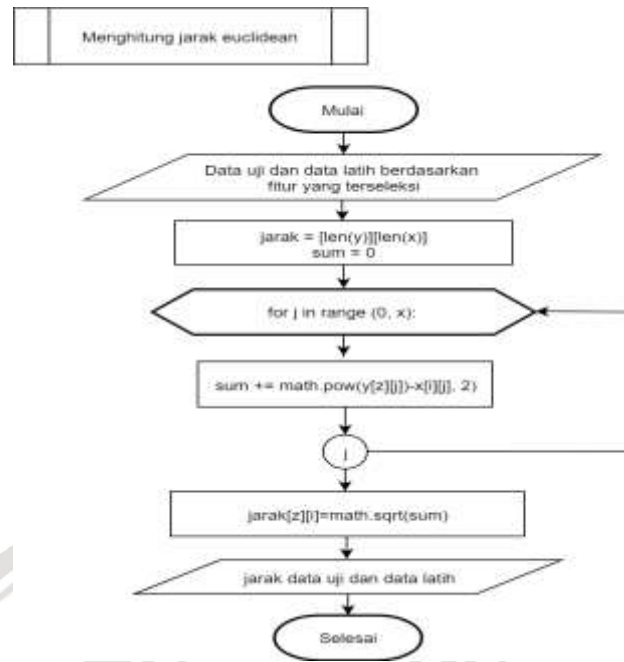 Menghitung jarak euclidean
Mulai
Data uji dan data latih berdasarkan
fitur yang terseleksi
jarak = [len(y)][len(x)]
sum = 0
for j in range (0, x):
sum += math.pow(y[z][j])-x[i][j], 2)
j
jarak[z][i]=math.sqrt(sum)
jarak data uji dan data latih
Selesai